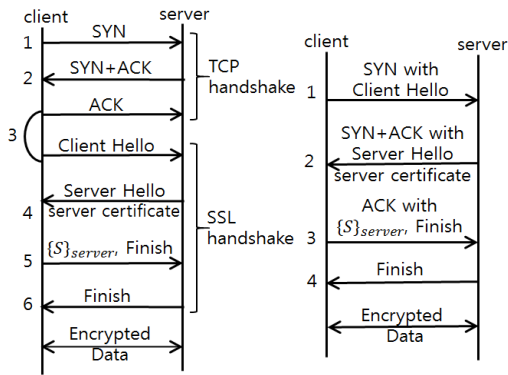 client
server
1
SYN
2
SYN+ACK
TCP
handshake
ACK
3
Client Hello
4
Server Hello
server certificate
SSL
handshake
5
{S}server, Finish
6
Finish
Encrypted
Data
client
server
1
SYN with
Client Hello
2
SYN+ACK with
Server Hello
server certificate
3
ACK with
{S}server, Finish
4
Finish
Encrypted
Data